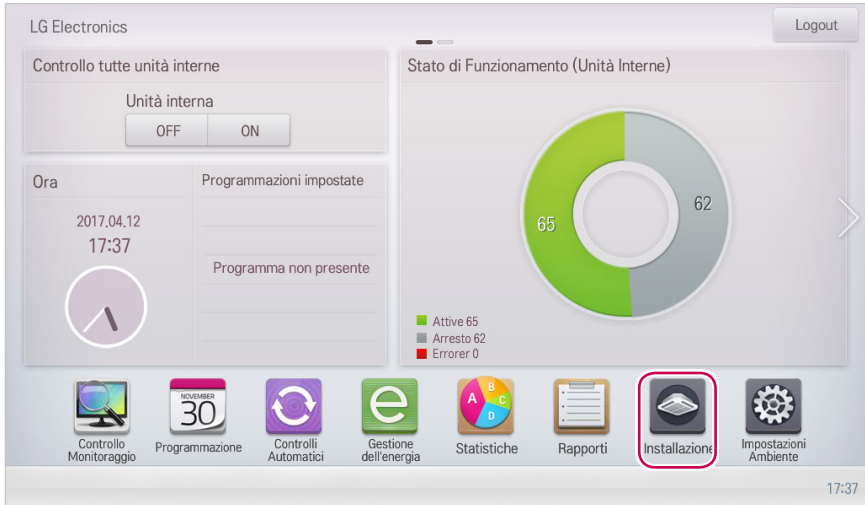 LG Electronics
Logout
Controllo tutte unità interne
Unità interna
OFF ON
Ora
2017.04.12
17:37
Programmazioni impostate
Programma non presente
Stato di Funzionamento (Unità Interne)
65
62
Attive 65
Arresto 62
Errorer 0
Controllo
Monitoraggio
NOVEMBER
30
Programmazione
Controlli
Automatici
e
Gestione
dell'energia
A
B
C
D
Statistiche
Rapporti
Installazione
Impostazioni
Ambiente
17:37